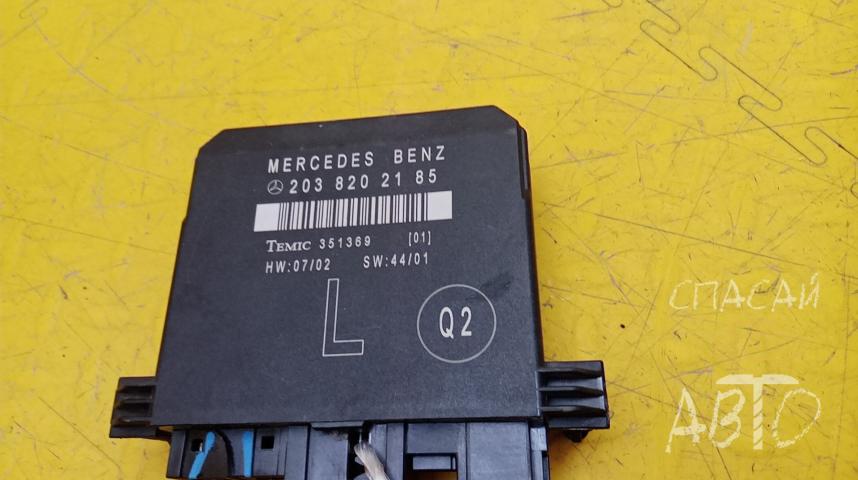 MERCEDES BENZ
203 820 21 85
TEMIC 351369 [01]
HW:07/02 SW:44/01
L
Q2
СПАСАЙ
АВТО